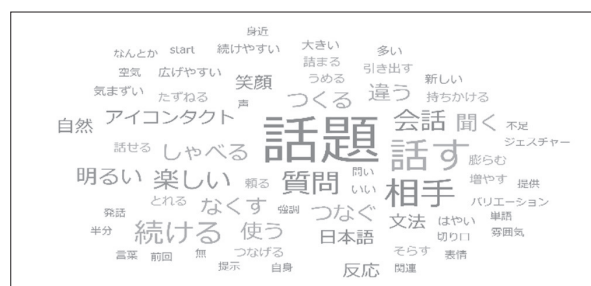 身近
なんとか start 続けやすい 大きい 多い
空気 広げやすい 笑顔 詰まる 引き出す 新しい
気まずい たずねる 声 うめる つくる 違う 持ちかける
自然 アイコンタクト 話題 会話 聞く 不足
ジェスチャー
話せる しゃべる 話す 膨らむ
明るい 楽しい 頼る 質問 問い いい 相手 増やす 提供
とれる なくす 強調 つなぐ バリエーション
発話 文法 はやい 単語
半分 続ける 使う 日本語 切り口 雰囲気
言葉 前回 無 つなげる そらす 表情
提示 自身 反応 関連